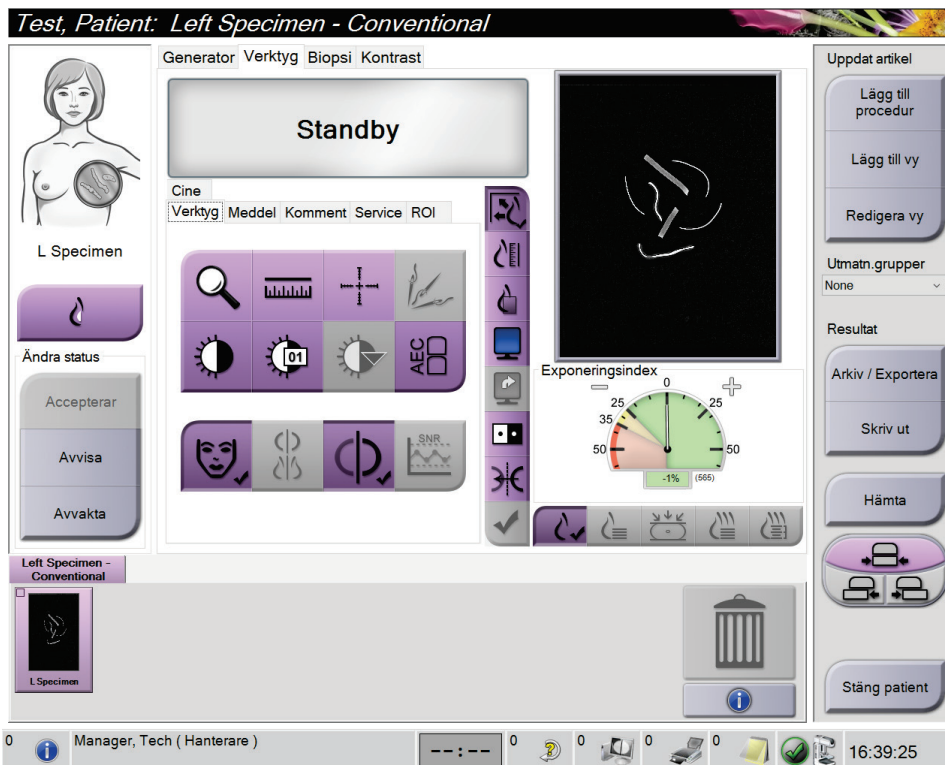 Test, Patient:  Left Specimen - Conventional
Generator Verktyg Biopsi Kontrast
Standby
Cine
Verktyg Meddel Komment Service ROI
01
AEC
SNR
L Specimen
Ändra status
Accepterar
Avvisa
Avvakta
Exponeringsindex
0
25 25
35
50 50
-1% (565)
Uppdat artikel
Lägg till
procedur
Lägg till vy
Redigera vy
Utmatn.grupper
None
Resultat
Arkiv / Exportera
Skriv ut
Hämta
Stäng patient
Left Specimen -
Conventional
L Specimen
0 Manager, Tech ( Hanterare ) --:-- 0 0 0 0 16:39:25